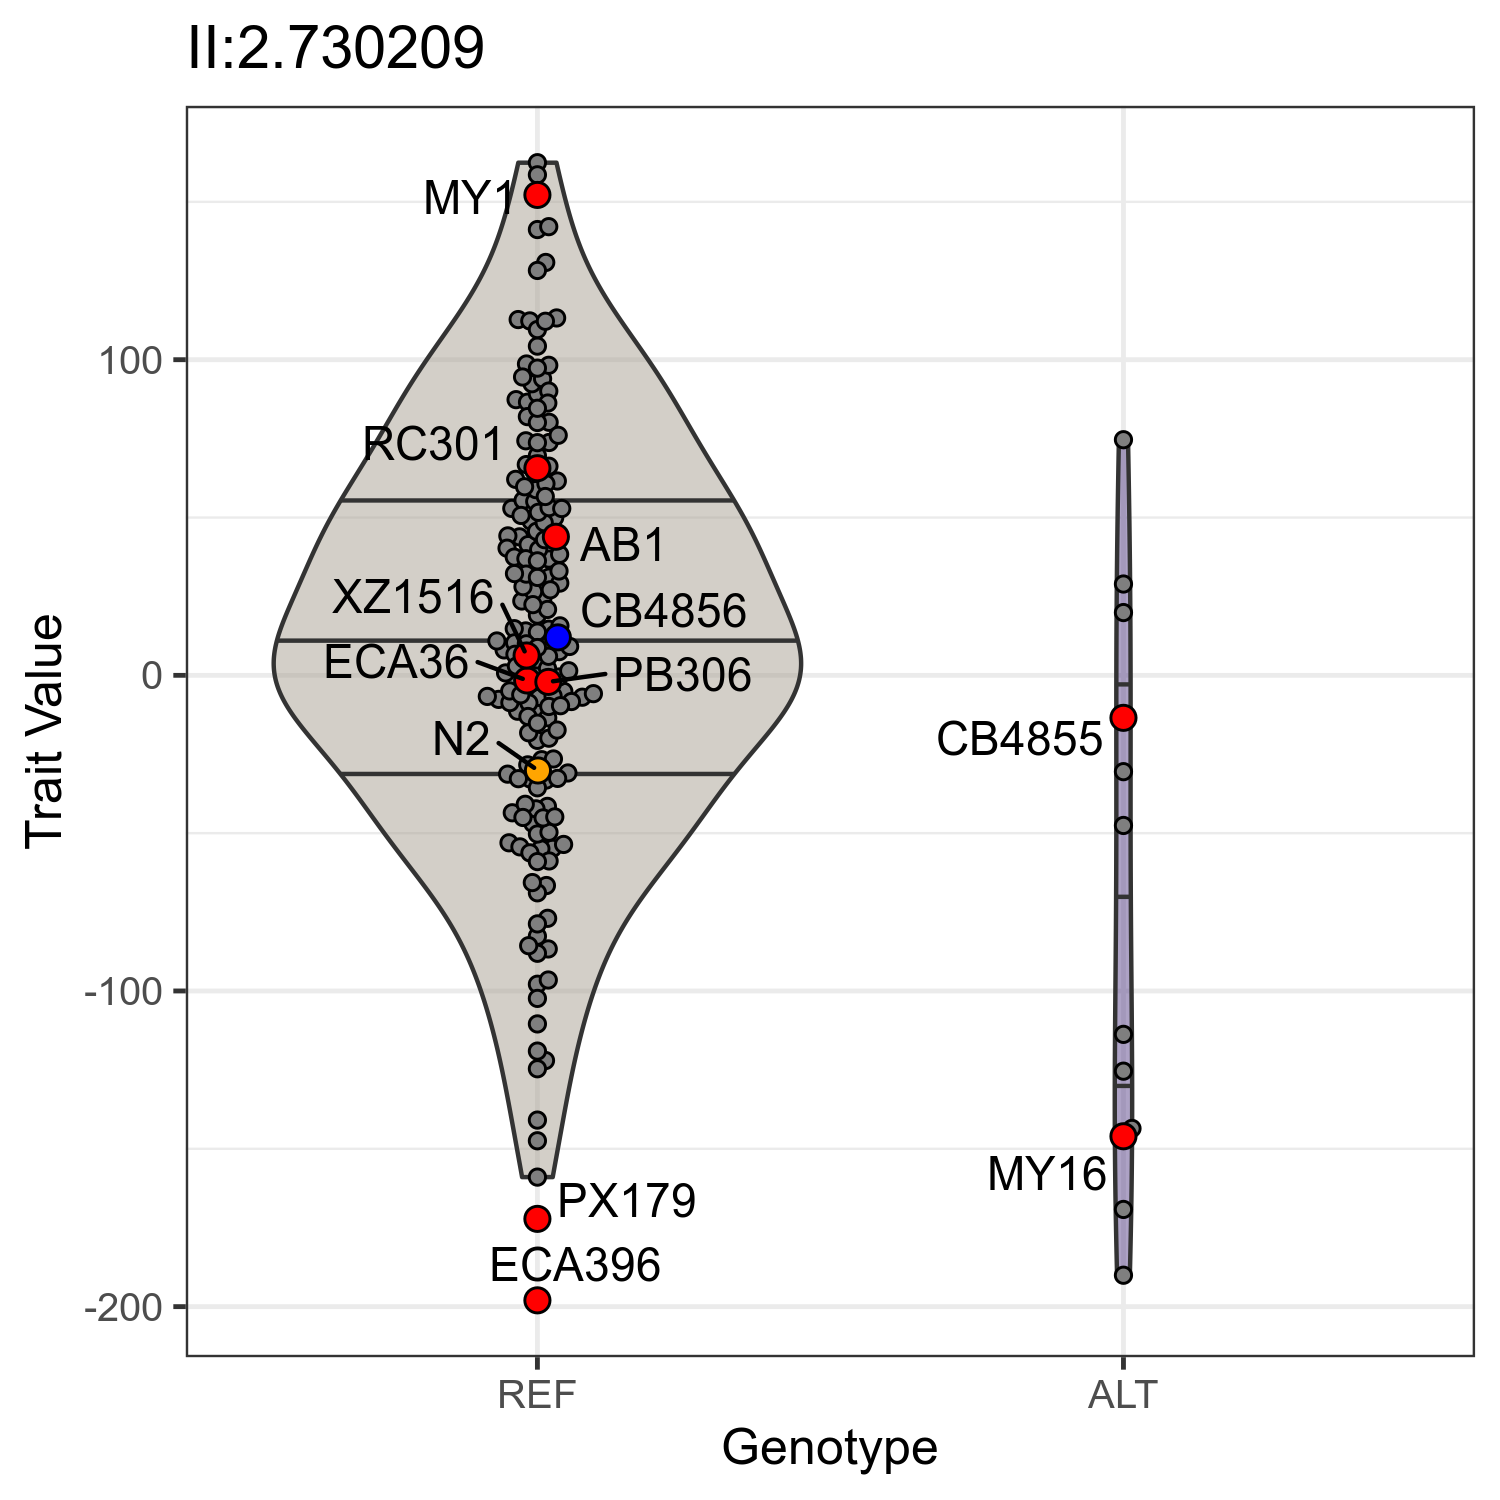 II:2.730209
Trait Value
100
0
-100
-200
MY1
RC301
AB1
XZ1516
CB4856
ECA36
PB306
N2
CB4855
MY16
PX179
ECA396
REF
ALT
Genotype